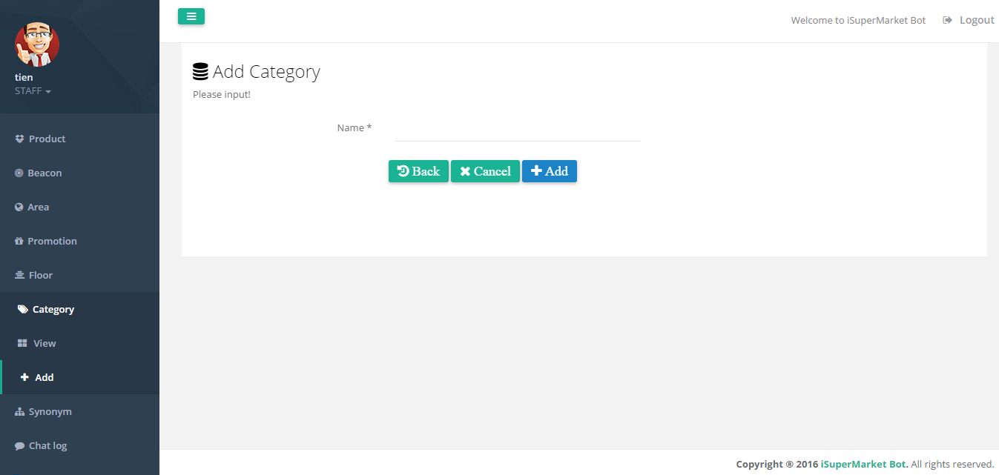 tien
STAFF
Product
Beacon
Area
Promotion
Floor
Category
View
Add
Synonym
Chat log
Welcome to iSuperMarket Bot Logout
Add Category
Please input!
Name *
Back Cancel Add
Copyright ® 2016 iSuperMarket Bot. All rights reserved.